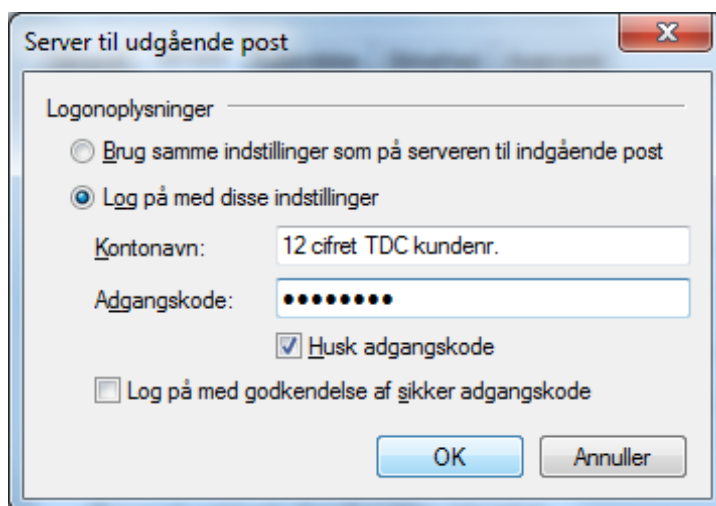 Server til udgående post
Logonoplysninger
Brug samme indstillinger som på serveren til indgående post
Log på med disse indstillinger
Kontonavn: 12 cifret TDC kundenr.
Adgangskode: ●●●●●●●●
Husk adgangskode
Log på med godkendelse af sikker adgangskode
OK Annuller